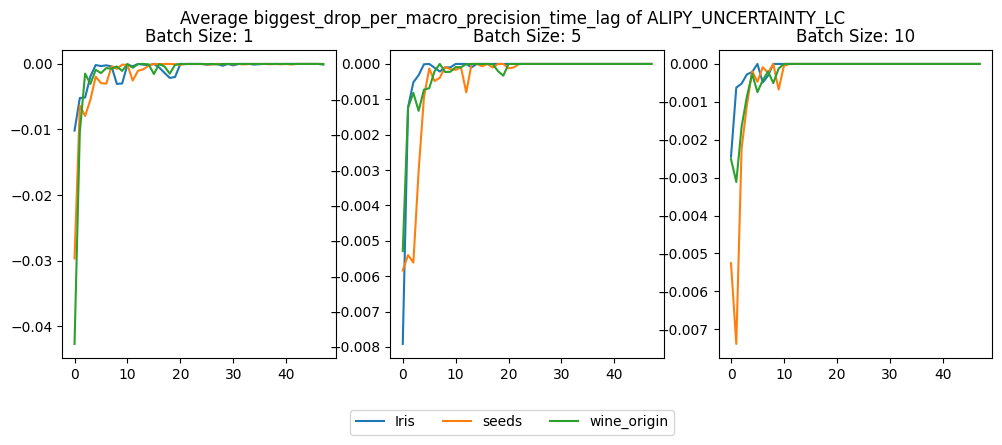 Average biggest_drop_per_macro_precision_time_lag of ALIPY_UNCERTAINTY_LC
Batch Size: 1
Batch Size: 5
Batch Size: 10
0.00
−0.01
−0.02
−0.03
−0.04
0 10 20 30 40
0.000
−0.001
−0.002
−0.003
−0.004
−0.005
−0.006
−0.007
−0.008
0 10 20 30 40
0.000
−0.001
−0.002
−0.003
−0.004
−0.005
−0.006
−0.007
0 10 20 30 40
Iris seeds wine_origin